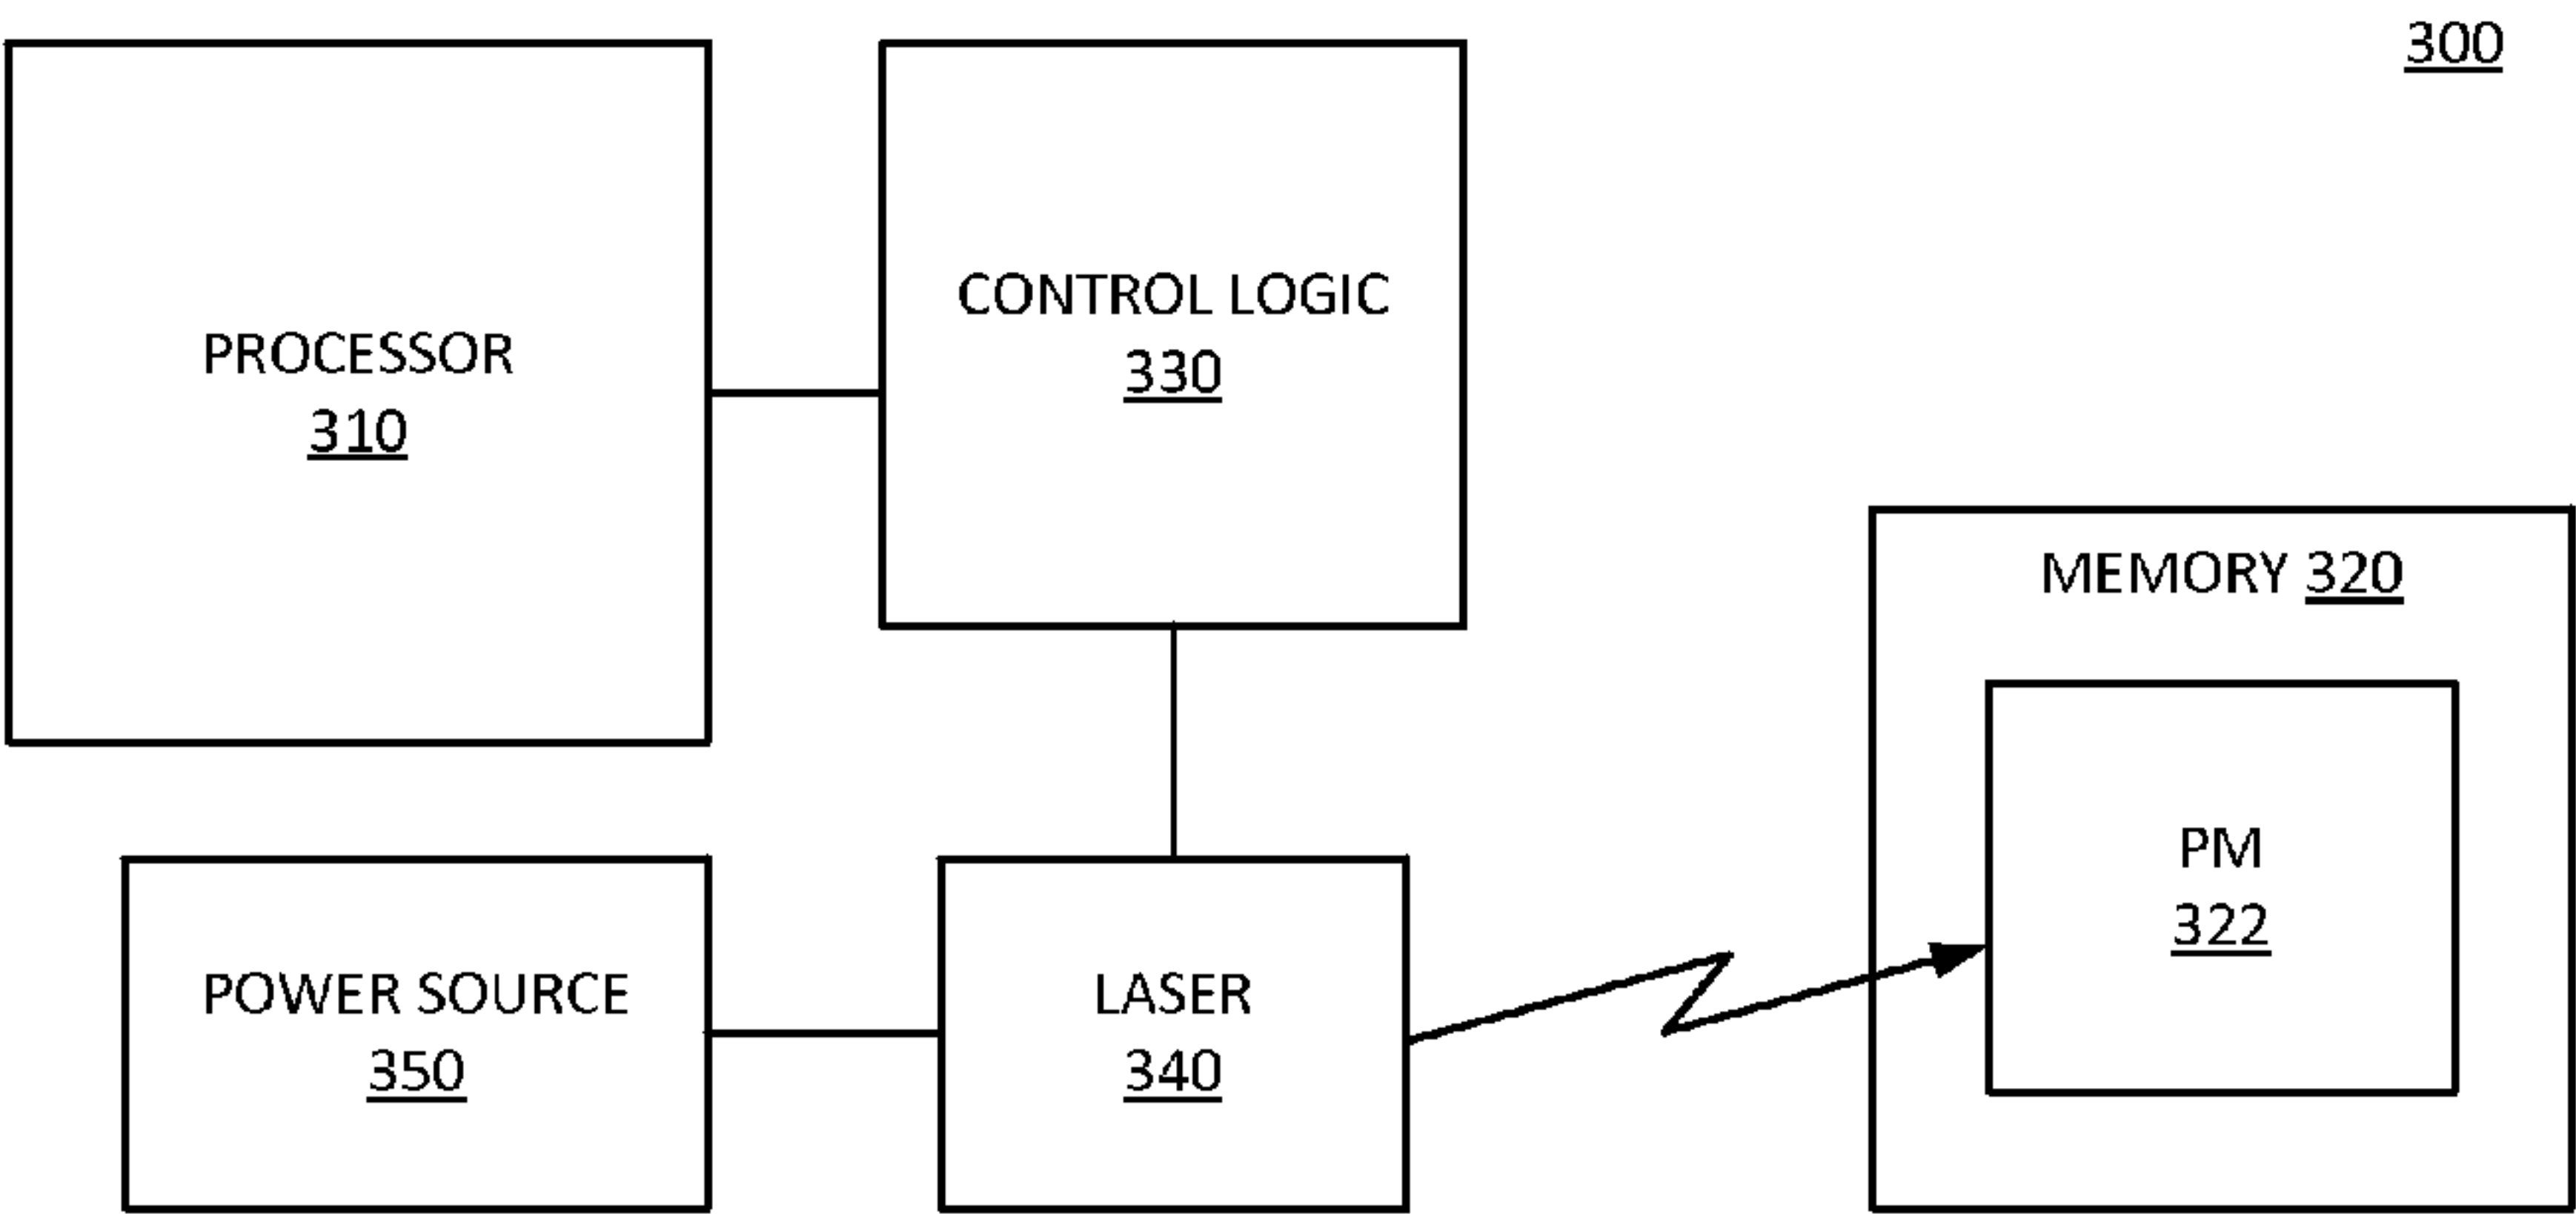 300
PROCESSOR
310
CONTROL LOGIC
330
MEMORY 320
PM
322
POWER SOURCE
350
LASER
340